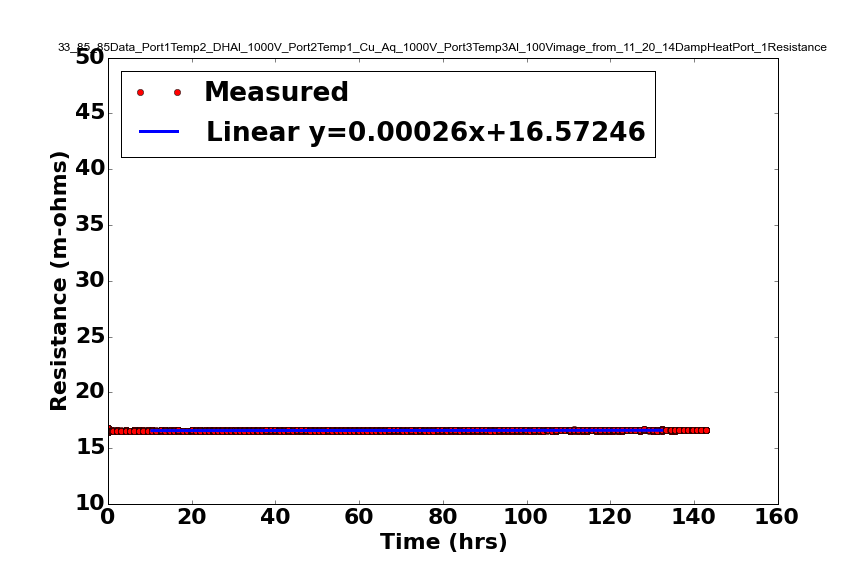 33_85_85Data_Port1Temp2_DHAl_1000V_Port2Temp1_Cu_Aq_1000V_Port3Temp3Al_100Vimage_from_11_20_14DampHeatPort_1Resistance
Measured
Linear y=0.00026x+16.57246
Resistance (m-ohms)
50
45
40
35
30
25
20
15
10
0 20 40 60 80 100 120 140 160
Time (hrs)